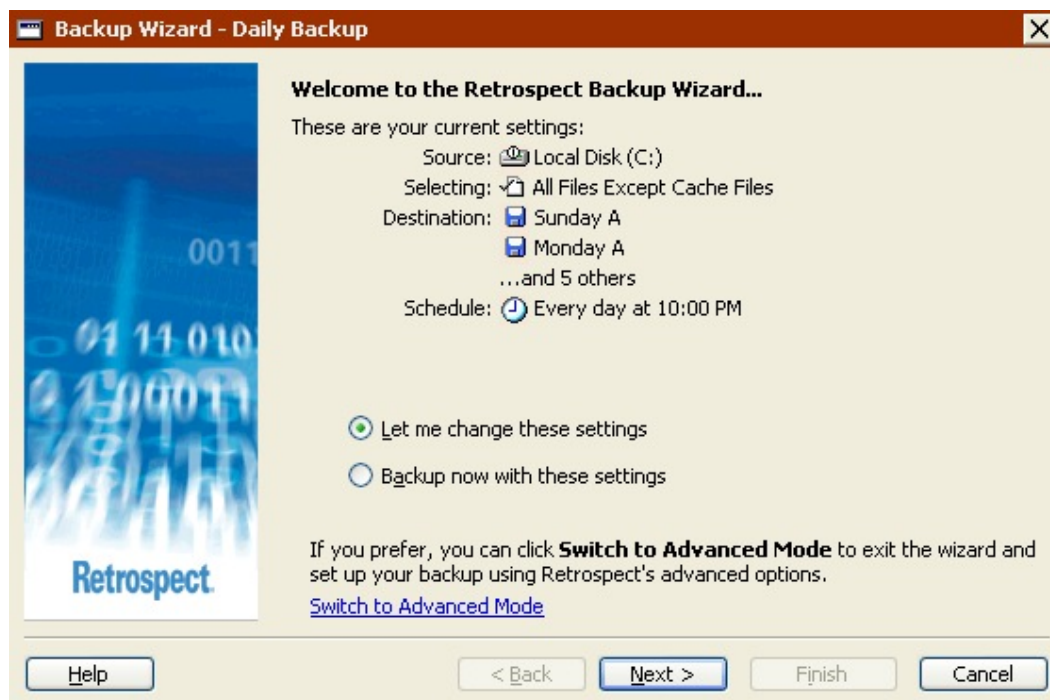 Backup Wizard - Daily Backup
Welcome to the Retrospect Backup Wizard...
These are your current settings:
Source: Local Disk (C:)
Selecting: All Files Except Cache Files
Destination: Sunday A
Monday A
...and 5 others
Schedule: Every day at 10:00 PM
0011
01 11 010
Let me change these settings
Backup now with these settings
If you prefer, you can click Switch to Advanced Mode to exit the wizard and
set up your backup using Retrospect's advanced options.
Switch to Advanced Mode
Retrospect.
Help
< Back
Next >
Finish
Cancel